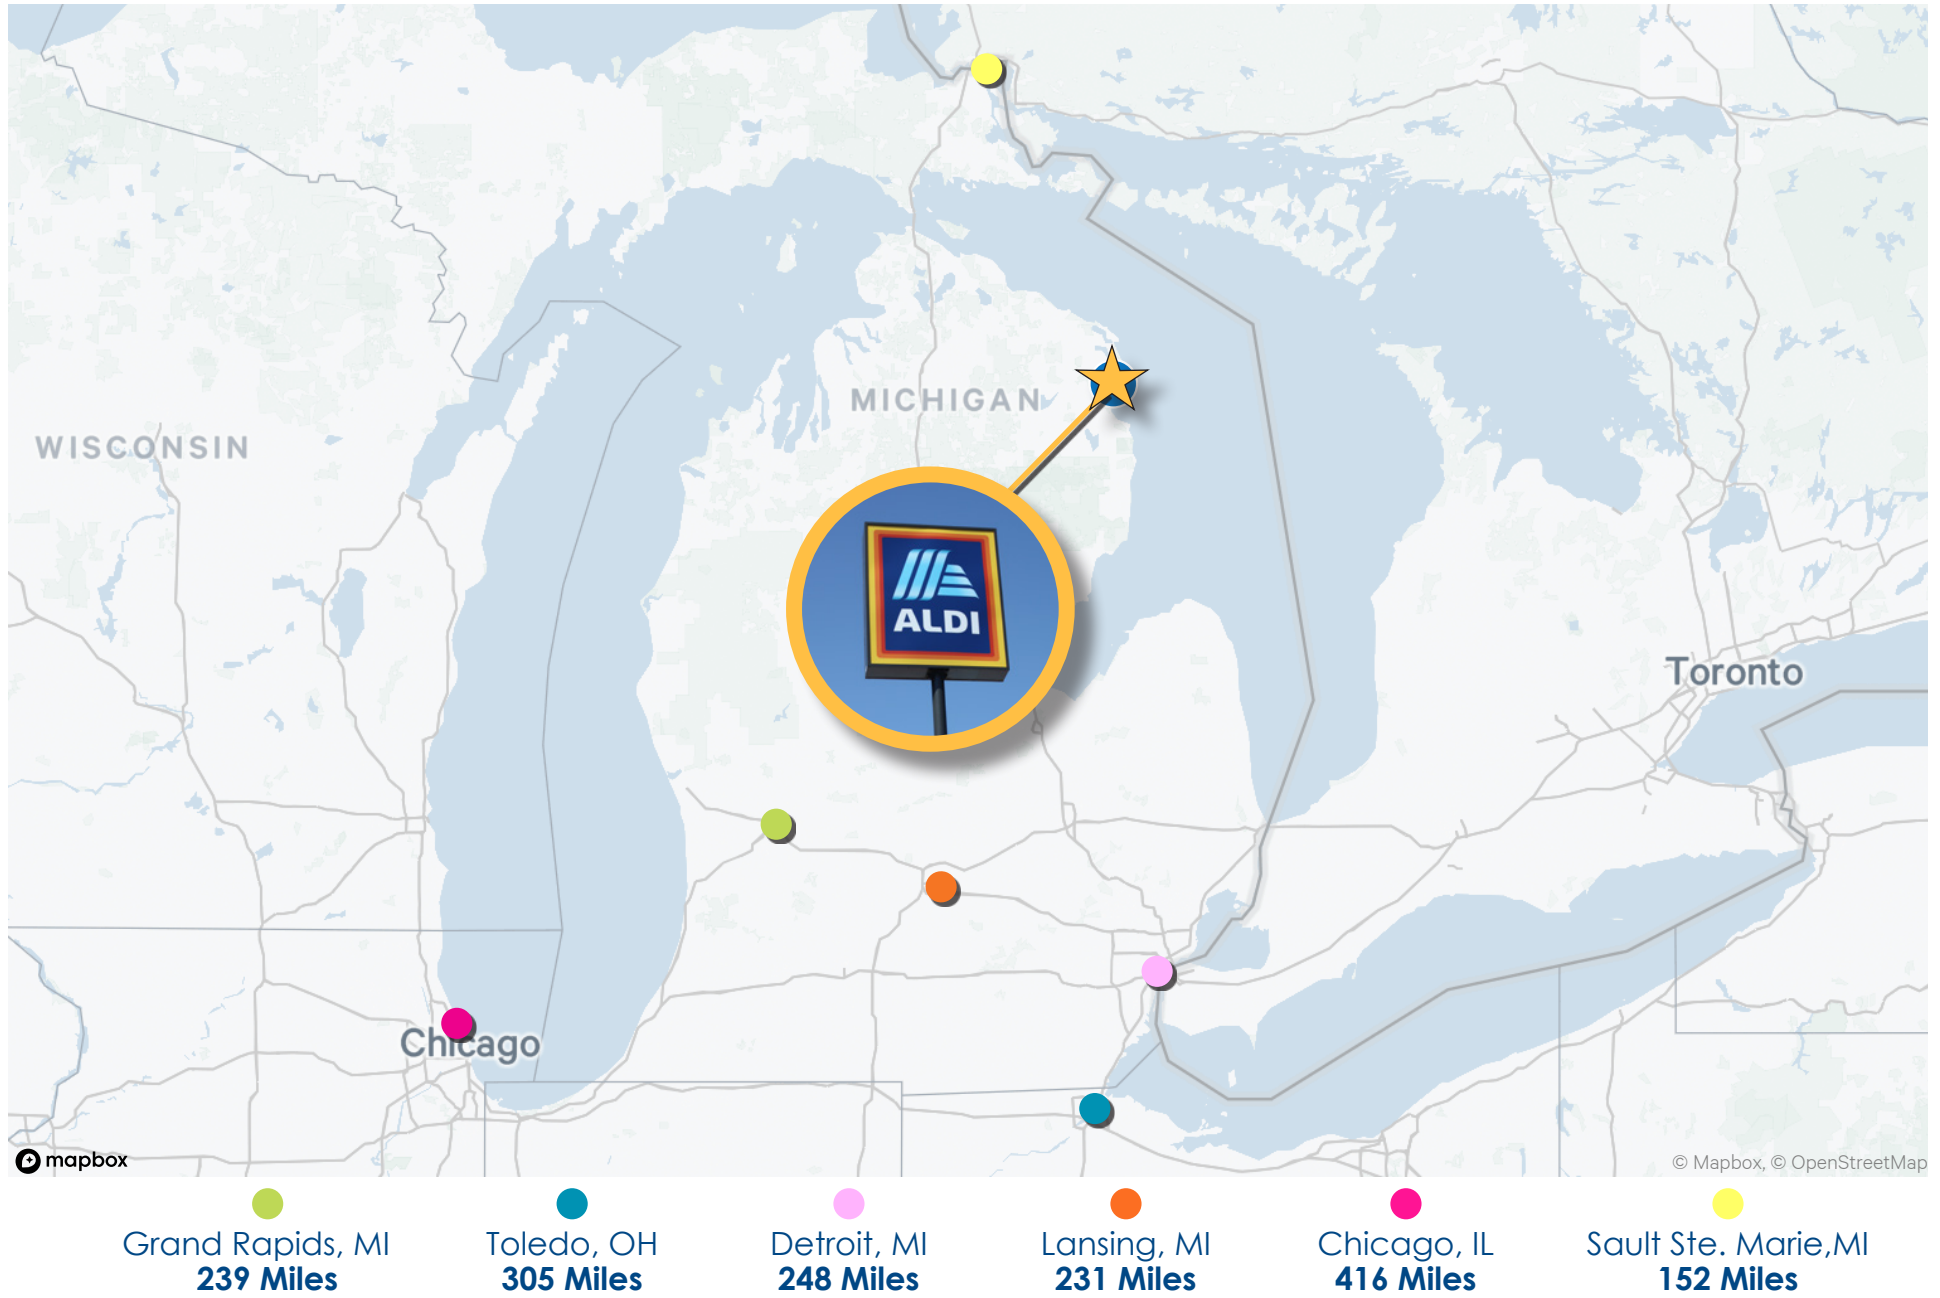 MICHIGAN
WISCONSIN
ALDI
Toronto
Chicago
mapbox
© Mapbox, © OpenStreetMap
Grand Rapids, MI
239 Miles
Toledo, OH
305 Miles
Detroit, MI
248 Miles
Lansing, MI
231 Miles
Chicago, IL
416 Miles
Sault Ste. Marie,MI
152 Miles